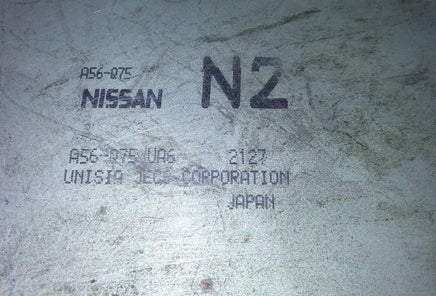 A56-Q75
NISSAN N2
A56-Q75 UA6 2127
UNISIA JECS CORPORATION
JAPAN